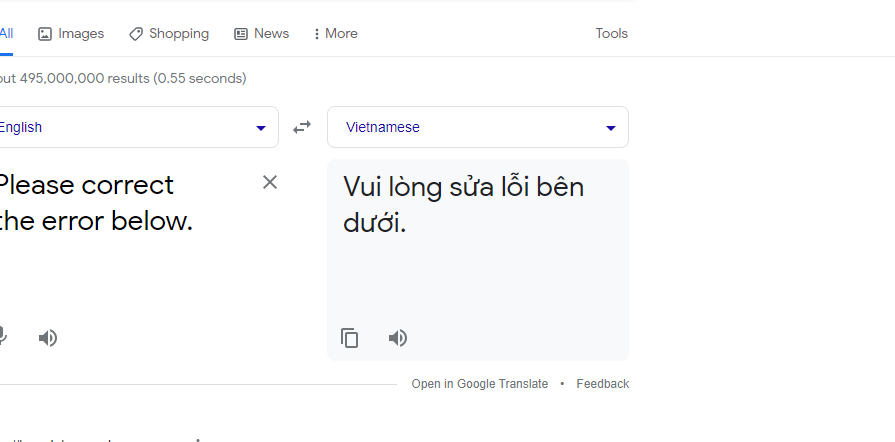 All Images Shopping News More Tools
out 495,000,000 results (0.55 seconds)
English Vietnamese
Please correct
the error below.
Vui lòng sửa lỗi bên
dưới.
Open in Google Translate • Feedback